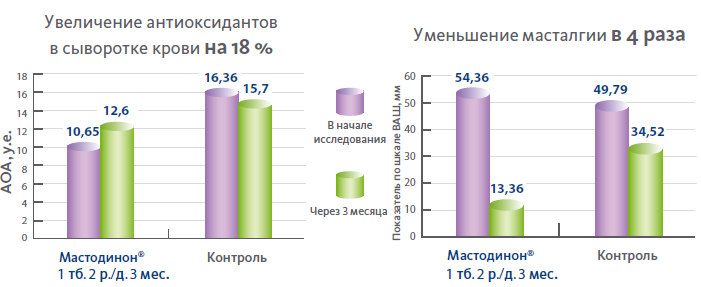 Увеличение антиоксидантов
в сыворотке крови на 18 %
АОА, у.е.
18
16
14
12
10
8
6
4
2
0
10,65
12,6
16,36
15,7
Мастодинон®
1 тб. 2 р./д. 3 мес.
Контроль
В начале
исследования
Через 3 месяца
Уменьшение масталгии в 4 раза
Показатель по шкале ВАШ, мм
60
50
40
30
20
10
0
54,36
13,36
49,79
34,52
Мастодинон®
1 тб. 2 р./д. 3 мес.
Контроль